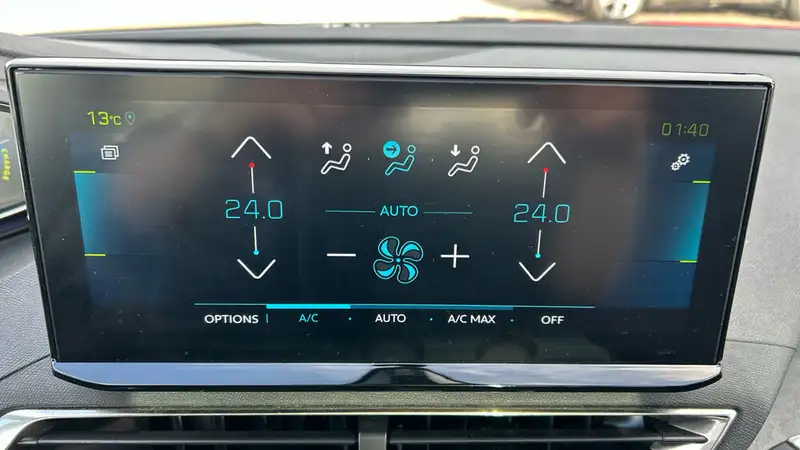 13°C
01:40
24.0
AUTO
24.0
OPTIONS A/C AUTO A/C MAX OFF